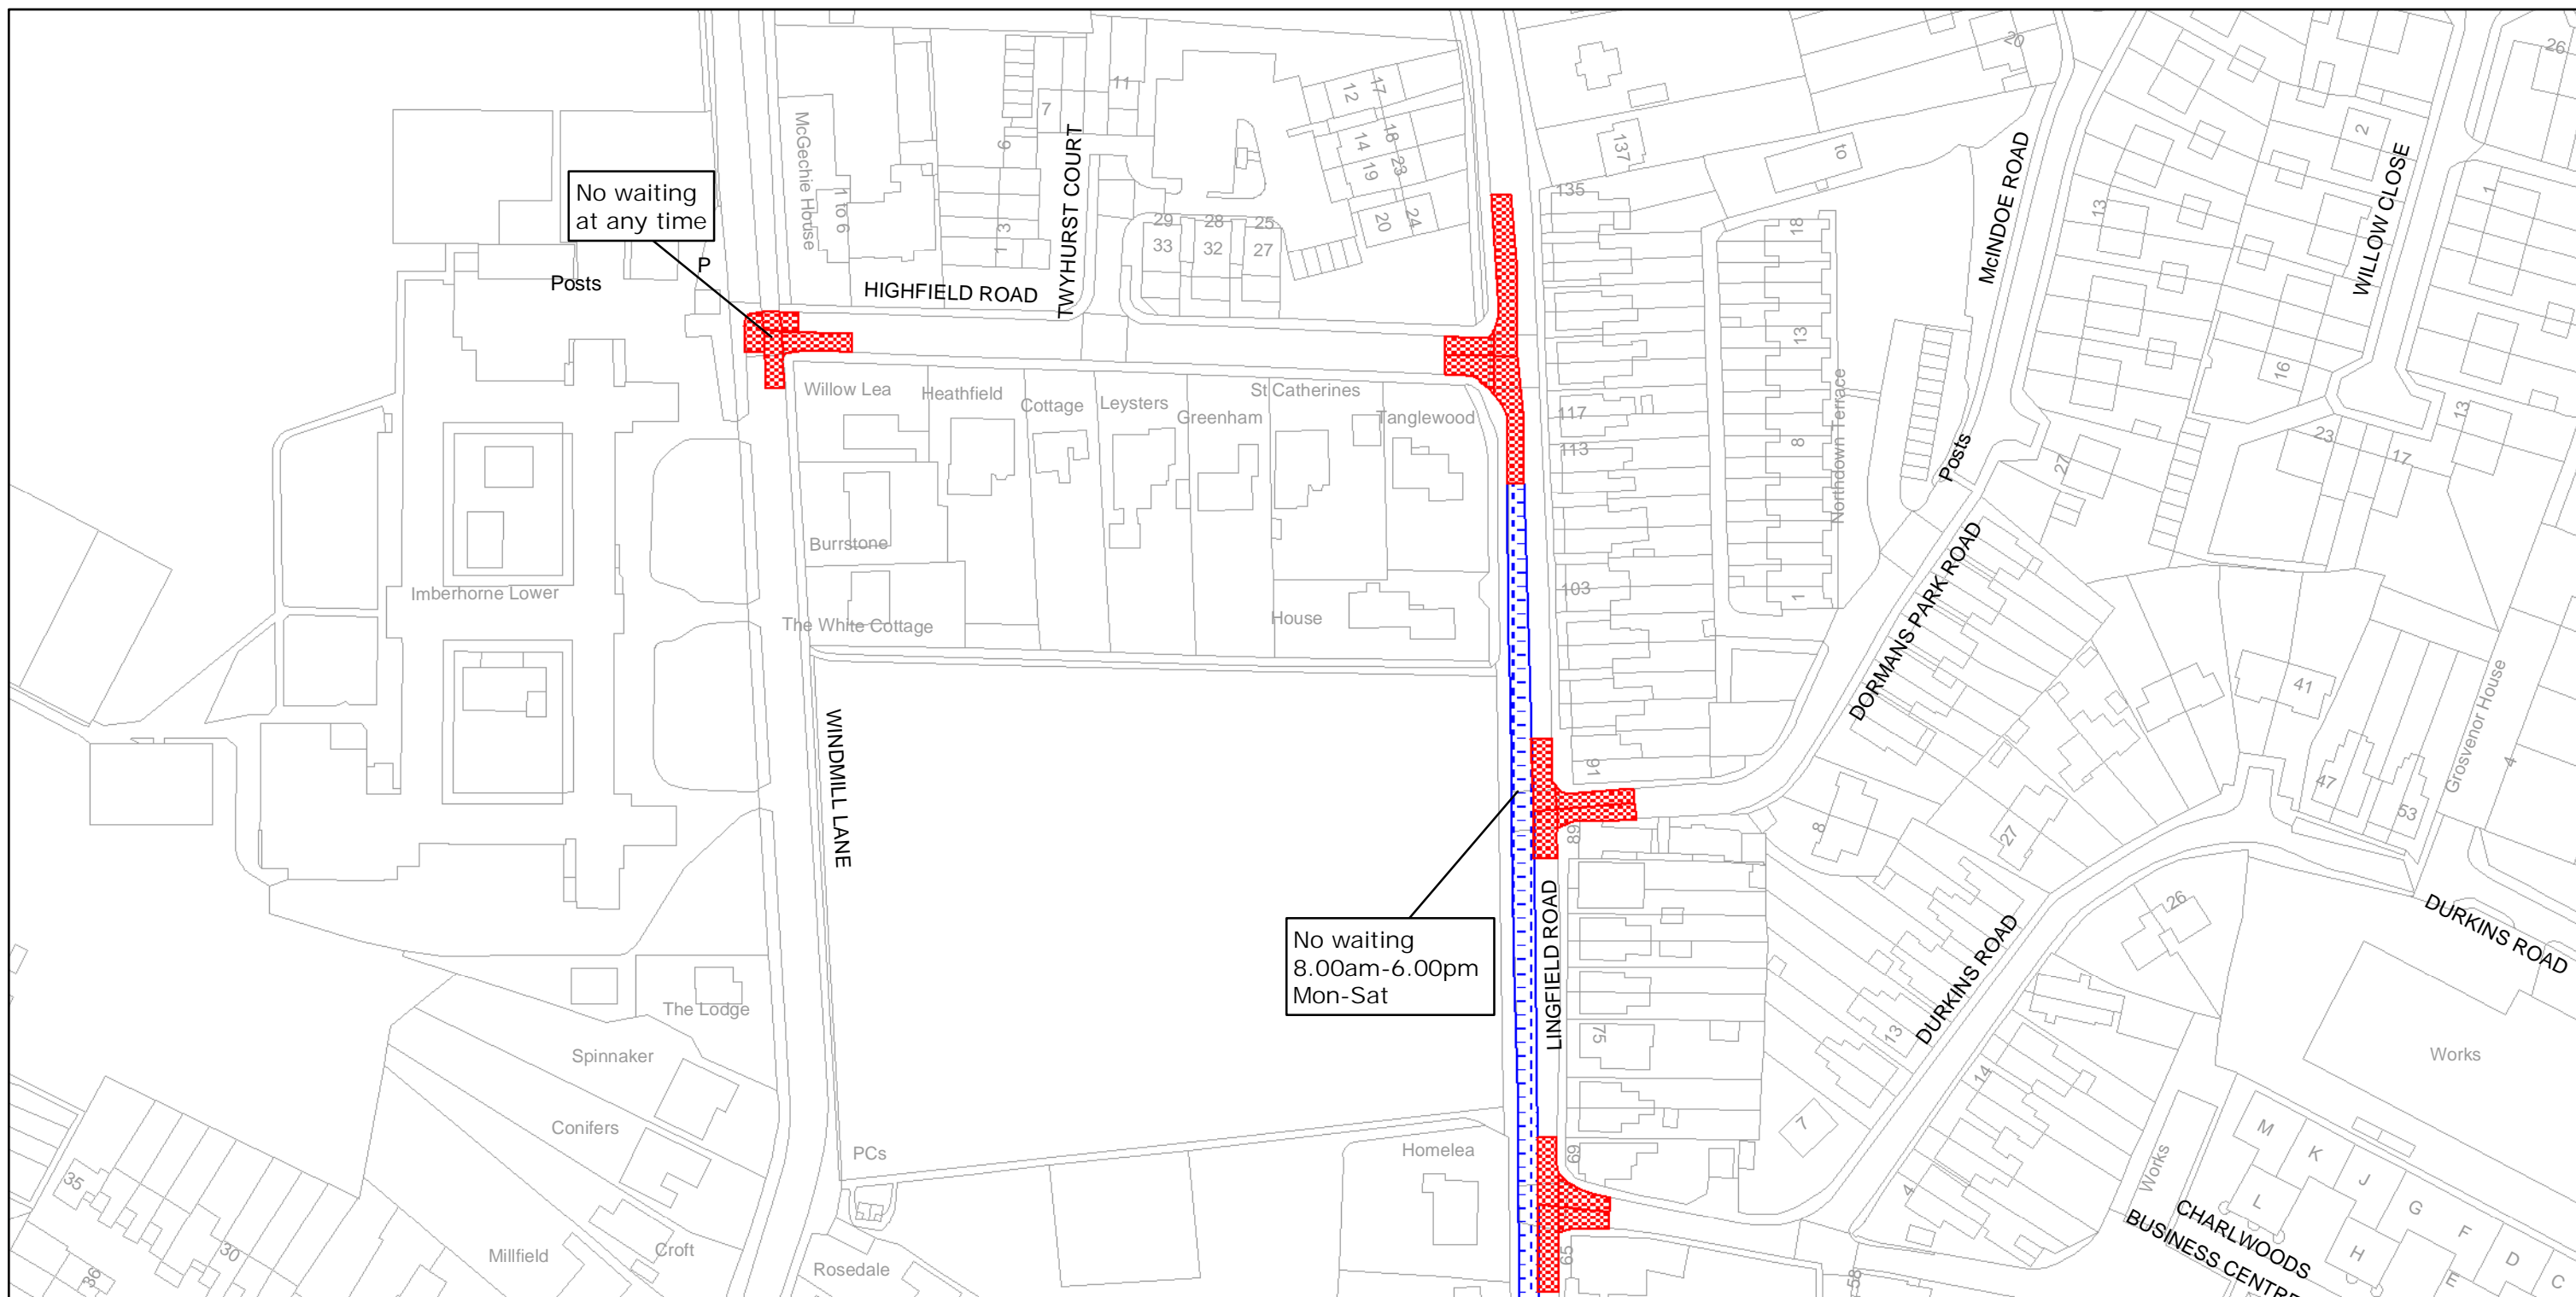 No waiting
at any time
No waiting
8.00am-6.00pm
Mon-Sat
HIGHFIELD ROAD
TWYHURST COURT
WINDMILL LANE
LINGFIELD ROAD
DORMANS PARK ROAD
McINDOE ROAD
WILLOW CLOSE
DURKINS ROAD
DURKINS ROAD
CHARLWOODS
BUSINESS CENTRE
Posts
P
Posts
McGechie House
1 to 6
1
3
6
7
11
12
17
14
18
19
23
20
24
29
28
25
33
32
27
137
to
20
135
18
13
8
1
Northdown Terrace
117
113
103
91
89
75
69
65
13
2
16
1
26
13
17
23
27
Willow Lea
Heathfield
Cottage
Leysters
Greenham
St Catherines
Tanglewood
Burrstone
The White Cottage
House
Imberhorne Lower
The Lodge
Spinnaker
Conifers
Croft
Millfield
Rosedale
PCs
Homelea
35
30
36
8
27
41
47
53
Grosvenor House
4
26
13
14
7
4
58
Works
Works
M
K
J
G
F
D
C
L
H
E